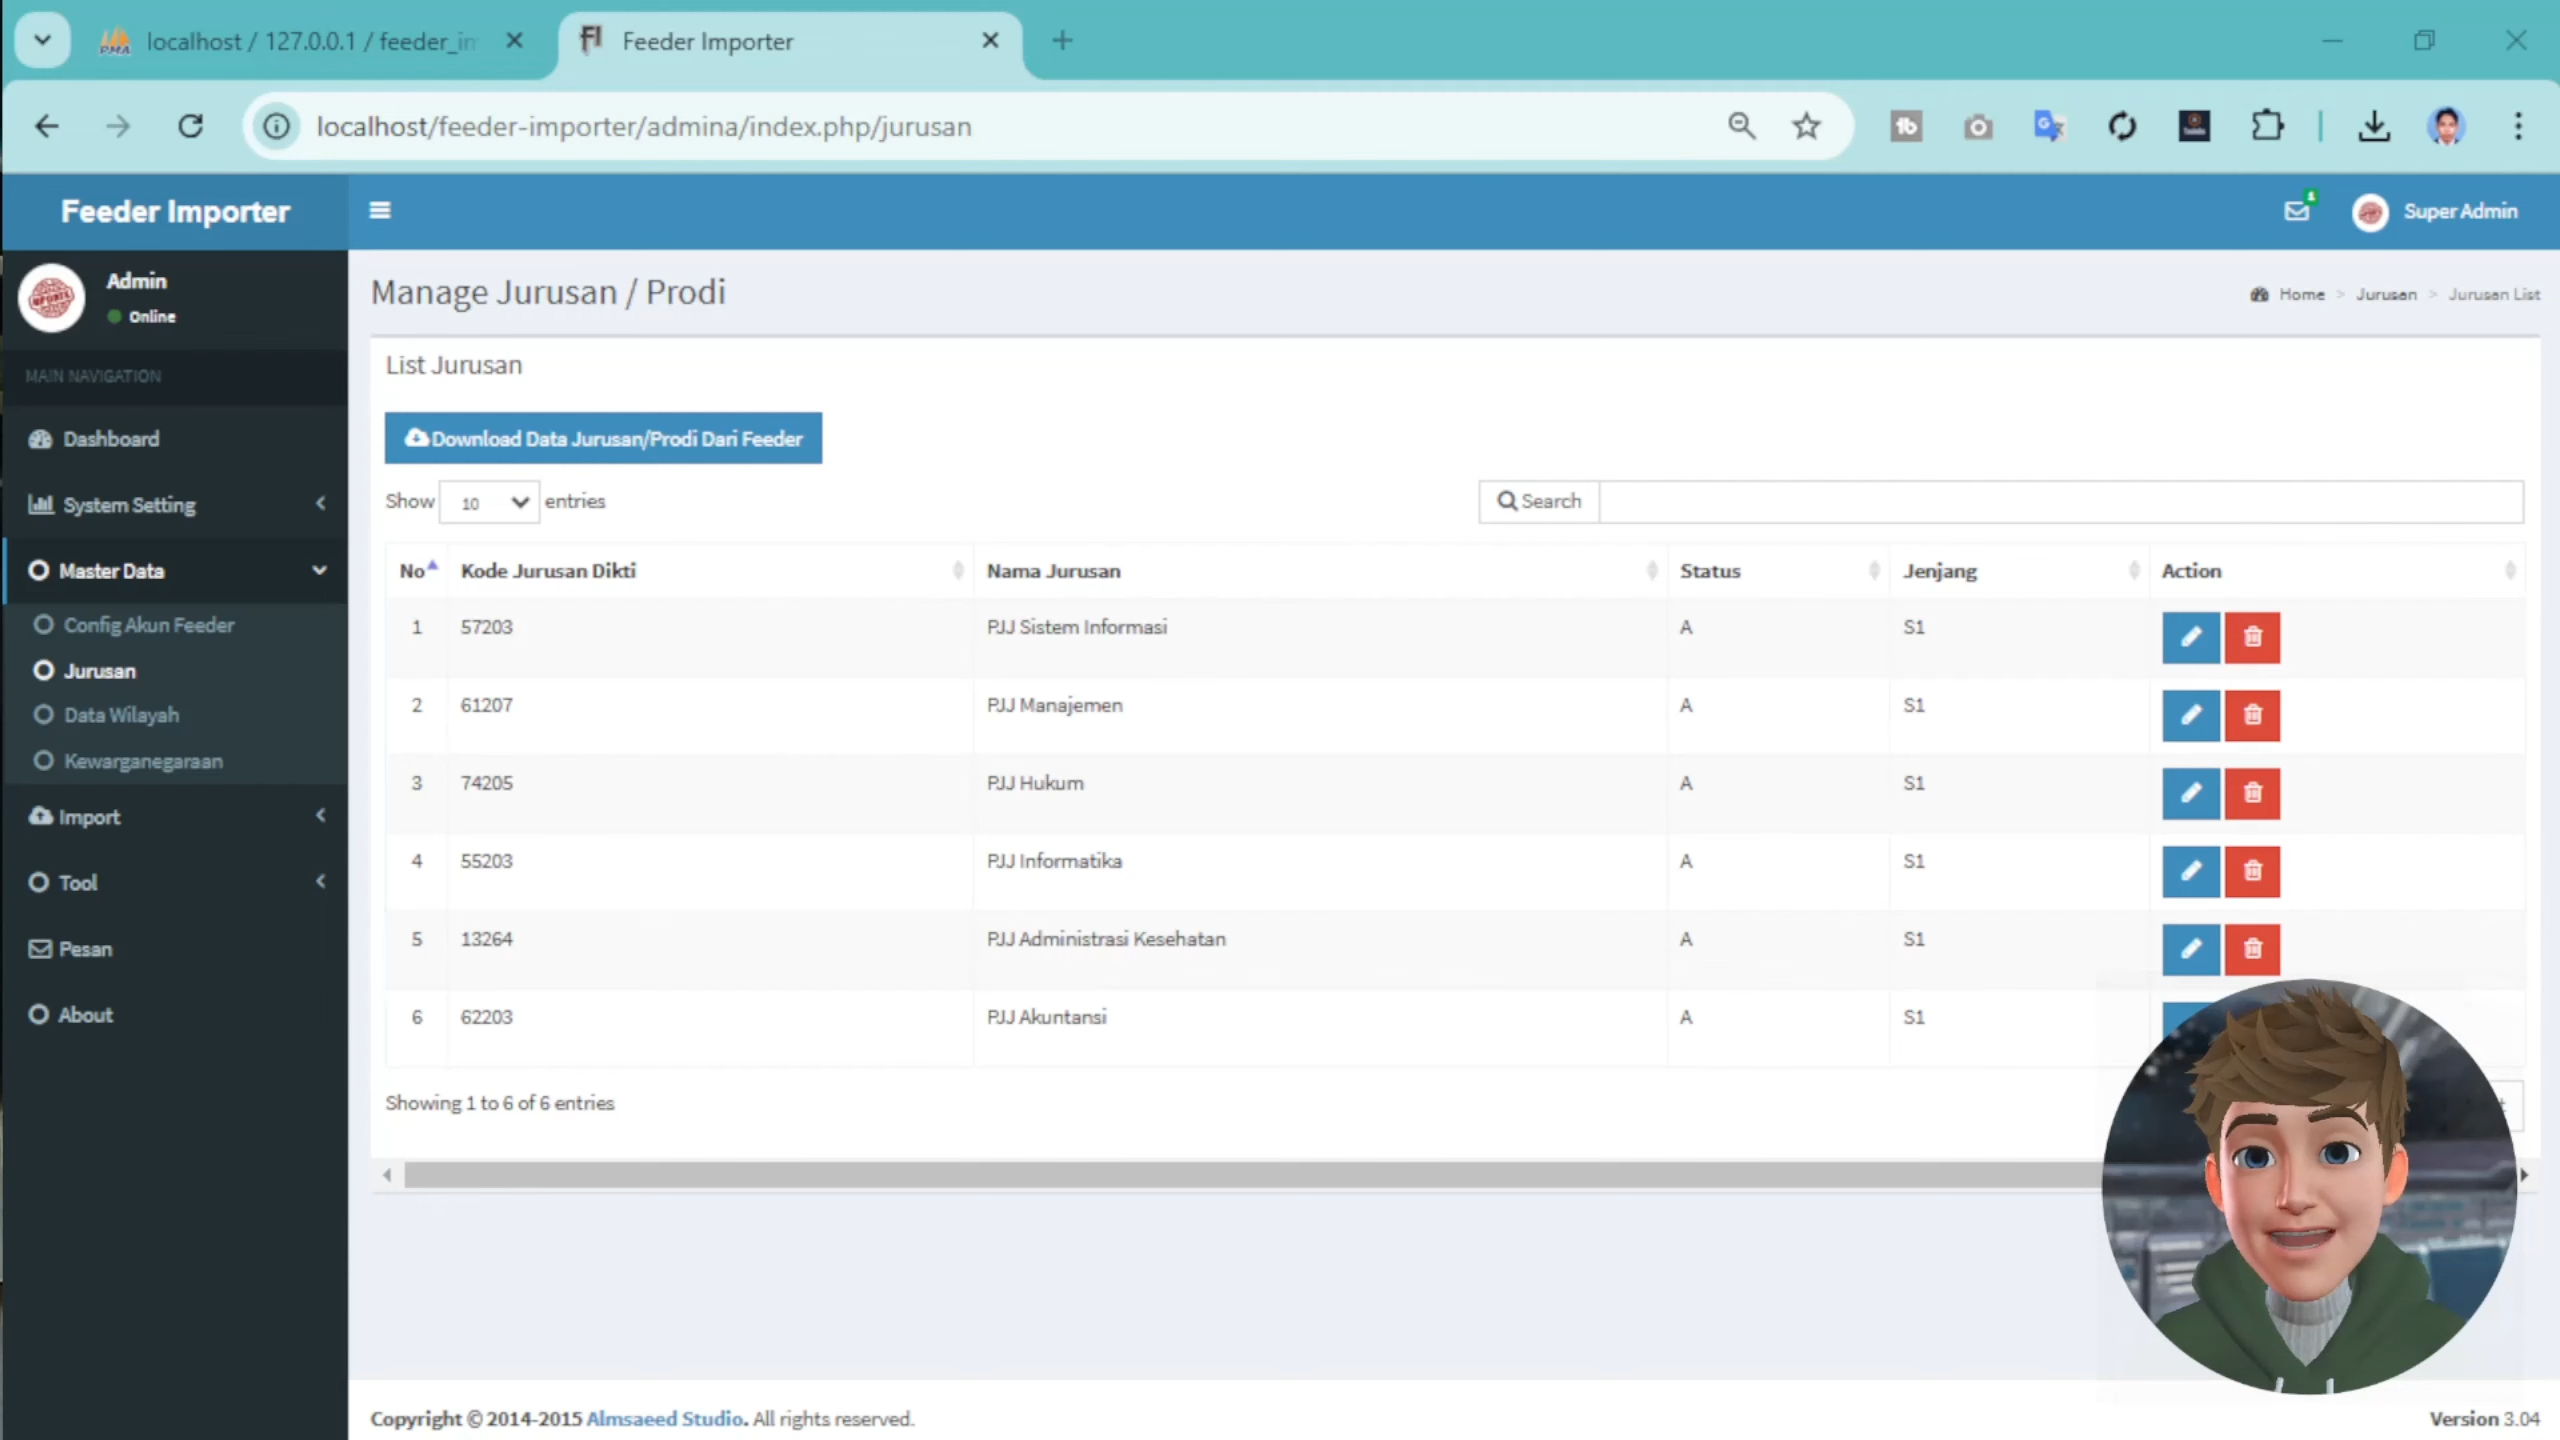 localhost / 127.0.0.1 / feeder_in
Feeder Importer
localhost/feeder-importer/admina/index.php/jurusan
Feeder Importer
Super Admin
Admin
Online
MAIN NAVIGATION
Dashboard
System Setting
Master Data
Config Akun Feeder
Jurusan
Data Wilayah
Kewarganegaraan
Import
Tool
Pesan
About
Manage Jurusan / Prodi
Home > Jurusan > Jurusan List
List Jurusan
Download Data Jurusan/Prodi Dari Feeder
Show 10 entries
Search
No Kode Jurusan Dikti Nama Jurusan Status Jenjang Action
1 57203 PJJ Sistem Informasi A S1
2 61207 PJJ Manajemen A S1
3 74205 PJJ Hukum A S1
4 55203 PJJ Informatika A S1
5 13264 PJJ Administrasi Kesehatan A S1
6 62203 PJJ Akuntansi A S1
Showing 1 to 6 of 6 entries
Copyright © 2014-2015 Almsaeed Studio. All rights reserved.
Version 3.04